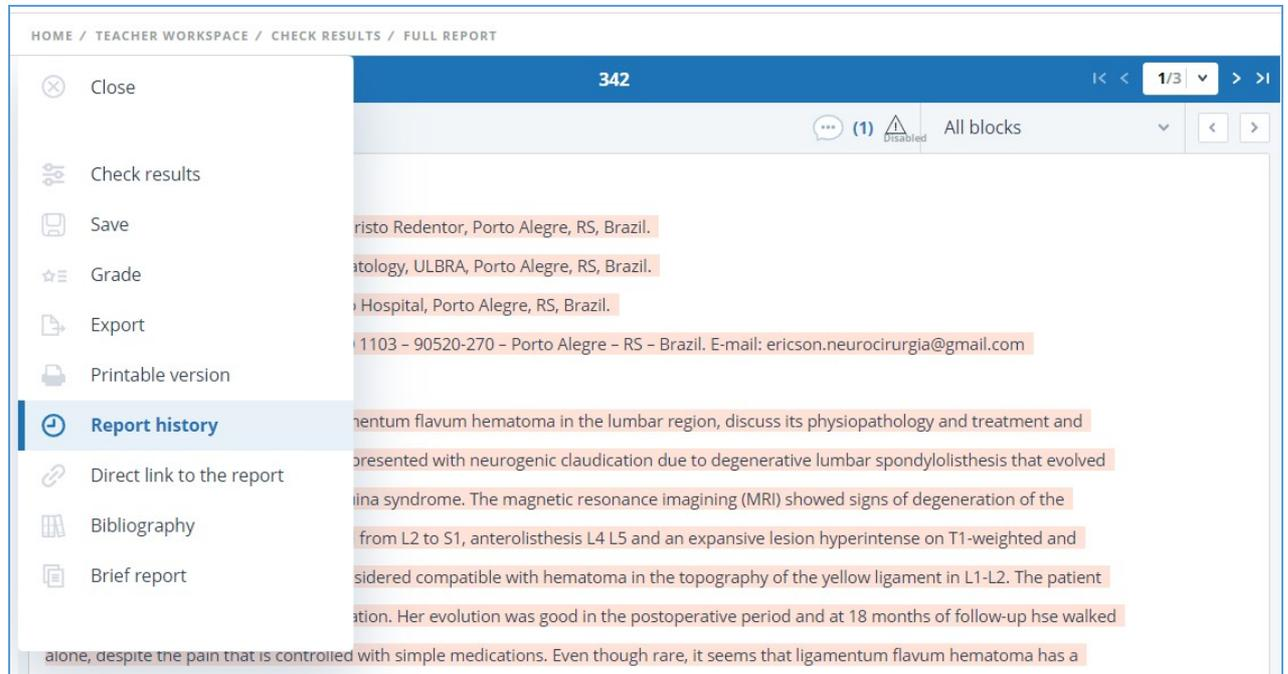 HOME / TEACHER WORKSPACE / CHECK RESULTS / FULL REPORT
342
1/3
(1)
Disabled
All blocks
Close
Check results
Save
Grade
Export
Printable version
Report history
Direct link to the report
Bibliography
Brief report
risto Redentor, Porto Alegre, RS, Brazil.
atology, ULBRA, Porto Alegre, RS, Brazil.
Hospital, Porto Alegre, RS, Brazil.
1103 – 90520-270 – Porto Alegre – RS – Brazil. E-mail: ericson.neurocirurgia@gmail.com
mentum flavum hematoma in the lumbar region, discuss its physiopathology and treatment and
presented with neurogenic claudication due to degenerative lumbar spondylolisthesis that evolved
ina syndrome. The magnetic resonance imagining (MRI) showed signs of degeneration of the
from L2 to S1, anterolisthesis L4 L5 and an expansive lesion hyperintense on T1-weighted and
sidered compatible with hematoma in the topography of the yellow ligament in L1-L2. The patient
ation. Her evolution was good in the postoperative period and at 18 months of follow-up hse walked
alone, despite the pain that is controlled with simple medications. Even though rare, it seems that ligamentum flavum hematoma has a